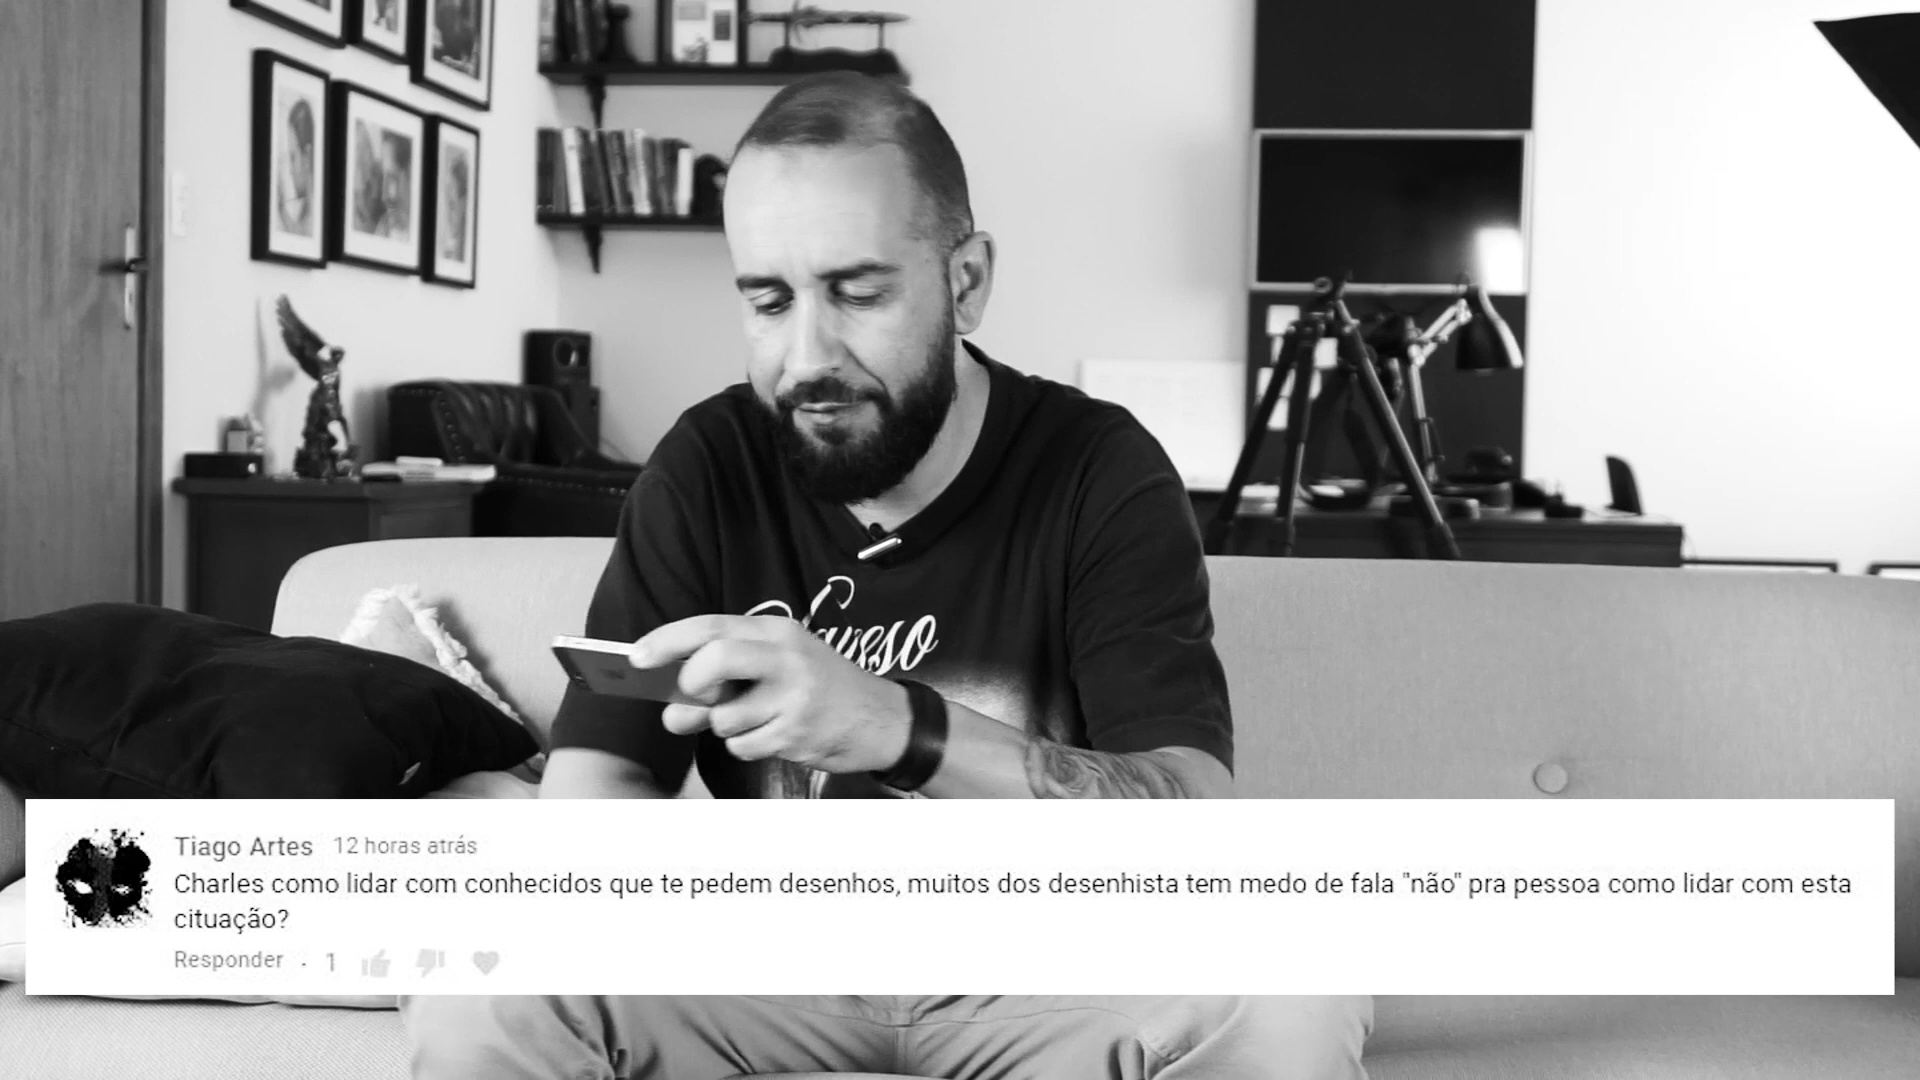 Tiago Artes 12 horas atrás
Charles como lidar com conhecidos que te pedem desenhos, muitos dos desenhista tem medo de fala "não" pra pessoa como lidar com esta
cituação?
Responder · 1